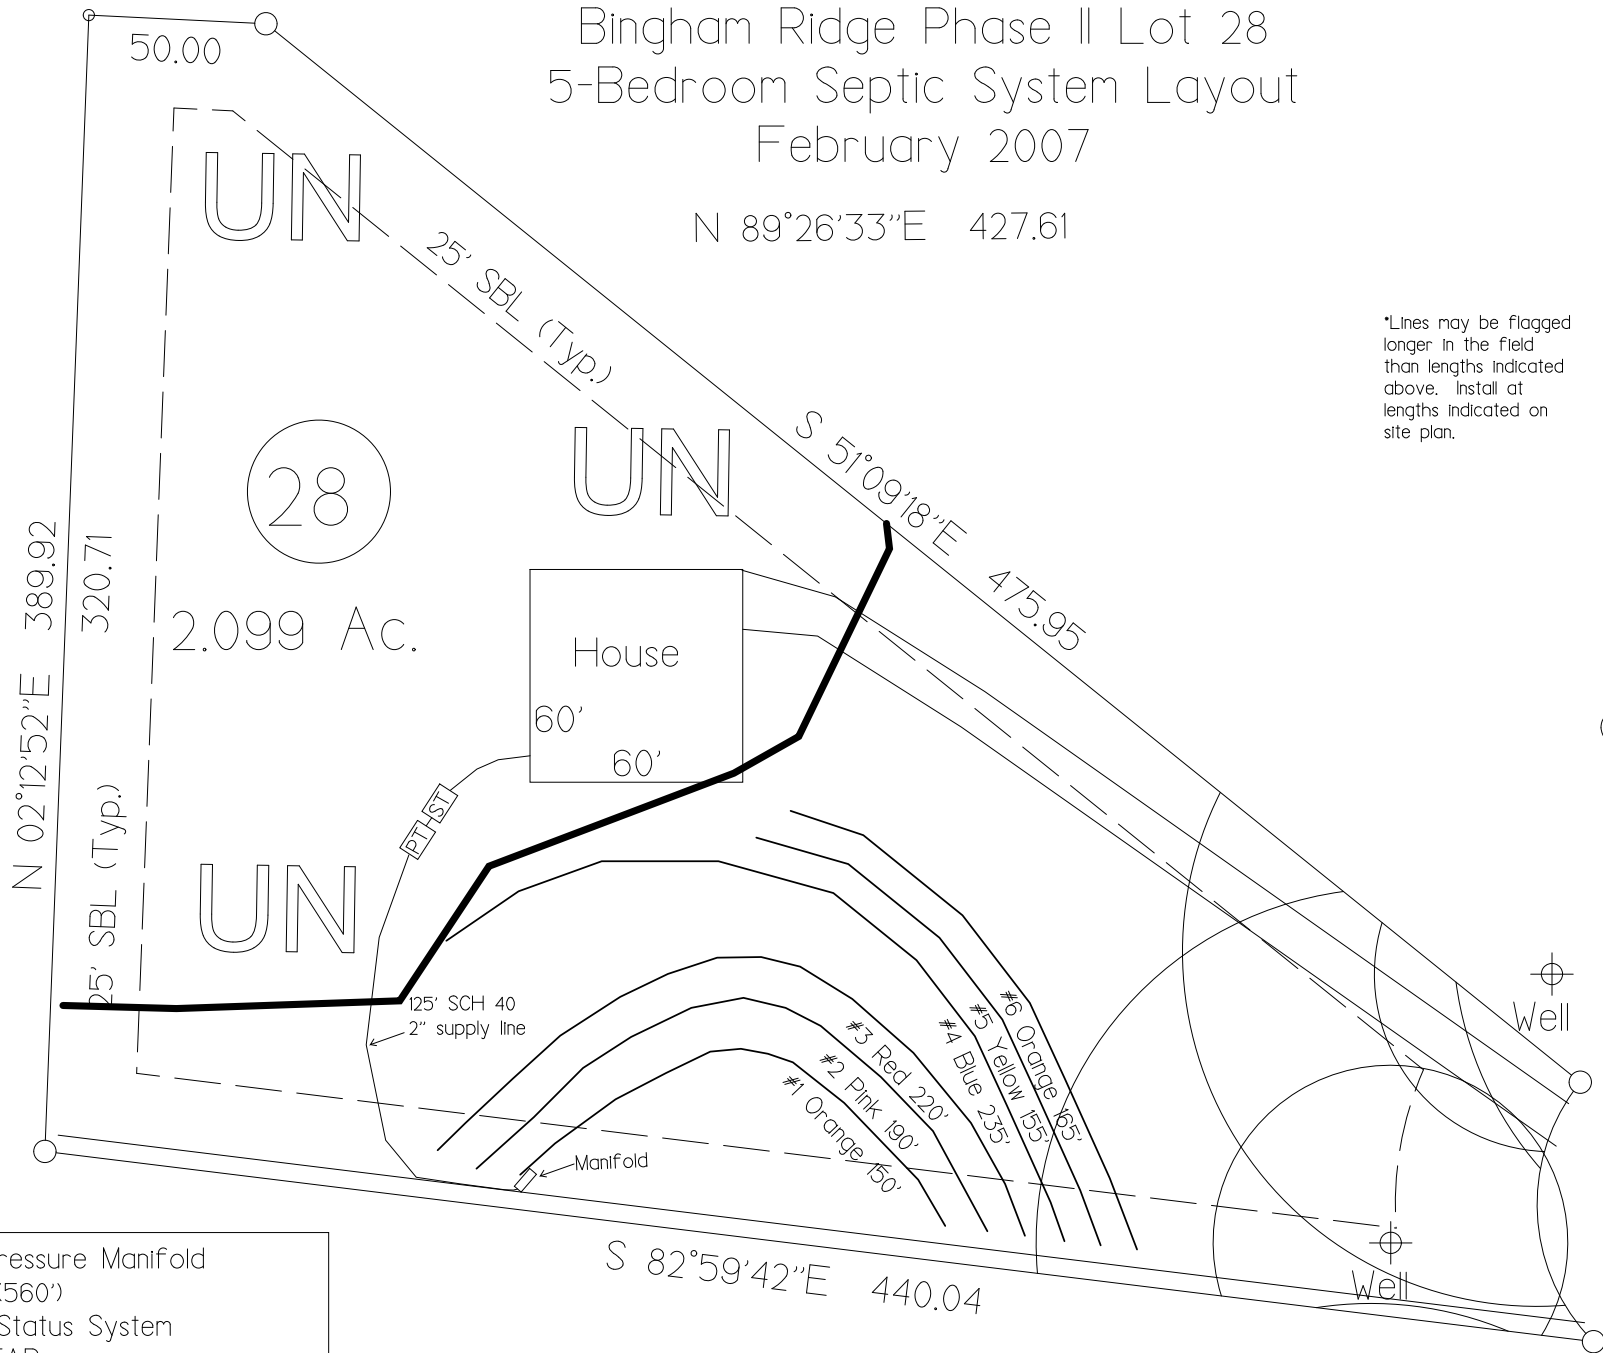 Bingham Ridge Phase II Lot 28
5-Bedroom Septic System Layout
February 2007
N 89°26'33"E 427.61
50.00
UN
25' SBL (Typ.)
*Lines may be flagged
longer in the field
than lengths indicated
above. Install at
lengths indicated on
site plan.
S 51°09'18"E 475.95
UN
28
2.099 Ac.
N 02°12'52"E 389.92
320.71
25' SBL (Typ.)
House
60'
60'
ST
PT
UN
125' SCH 40
2" supply line
#6 Orange 165'
#5 Yellow 155'
#4 Blue 235'
#3 Red 220'
#2 Pink 190'
#1 Orange 150'
Manifold
Well
Well
S 82°59'42"E 440.04
ressure Manifold
560')
Status System